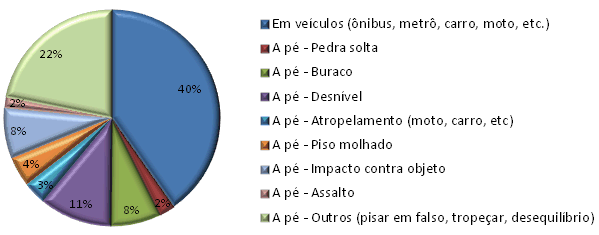 40%
2%
8%
11%
3%
4%
8%
2%
22%
Em veículos (ônibus, metrô, carro, moto, etc.)
A pé - Pedra solta
A pé - Buraco
A pé - Desnível
A pé - Atropelamento (moto, carro, etc)
A pé - Piso molhado
A pé - Impacto contra objeto
A pé - Assalto
A pé - Outros (pisar em falso, tropeçar, desequilíbrio)